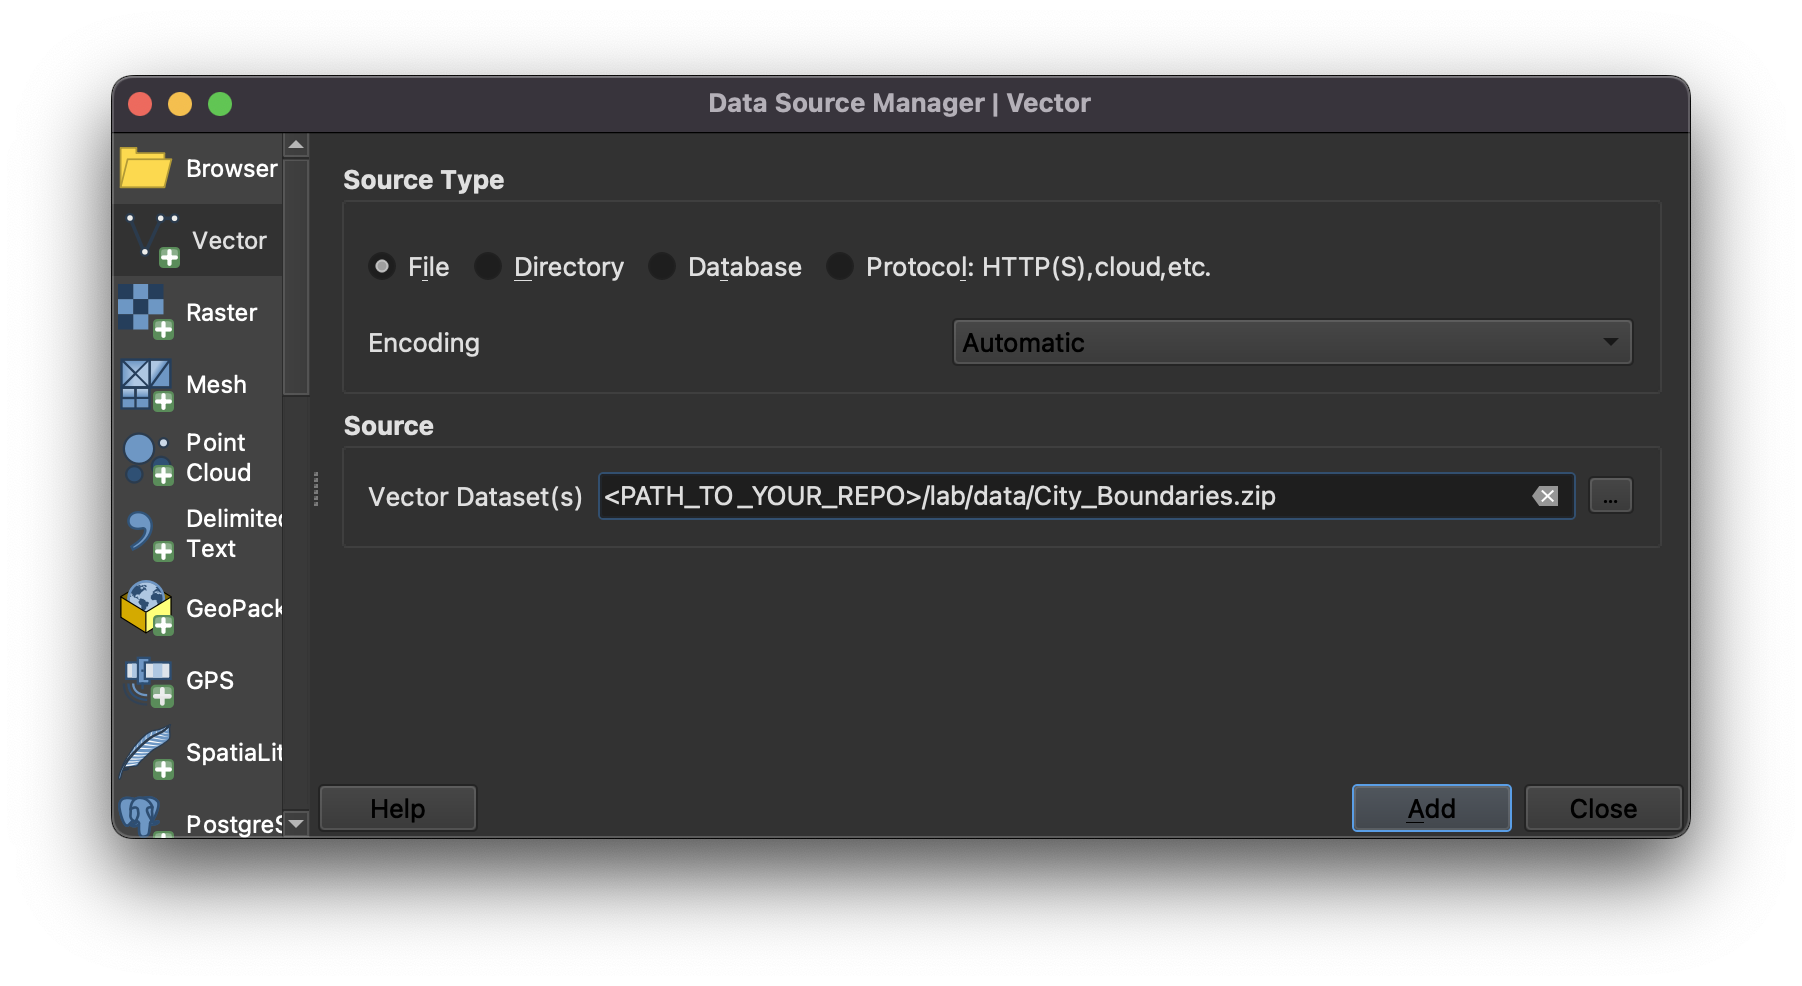 Data Source Manager | Vector
Browser
Vector
Raster
Mesh
Point
Cloud
Delimited
Text
GeoPack
GPS
SpatiaLit
PostgreS
Source Type
File Directory Database Protocol: HTTP(S),cloud,etc.
Encoding Automatic
Source
Vector Dataset(s) <PATH_TO_YOUR_REPO>/lab/data/City_Boundaries.zip ...
Help Add Close